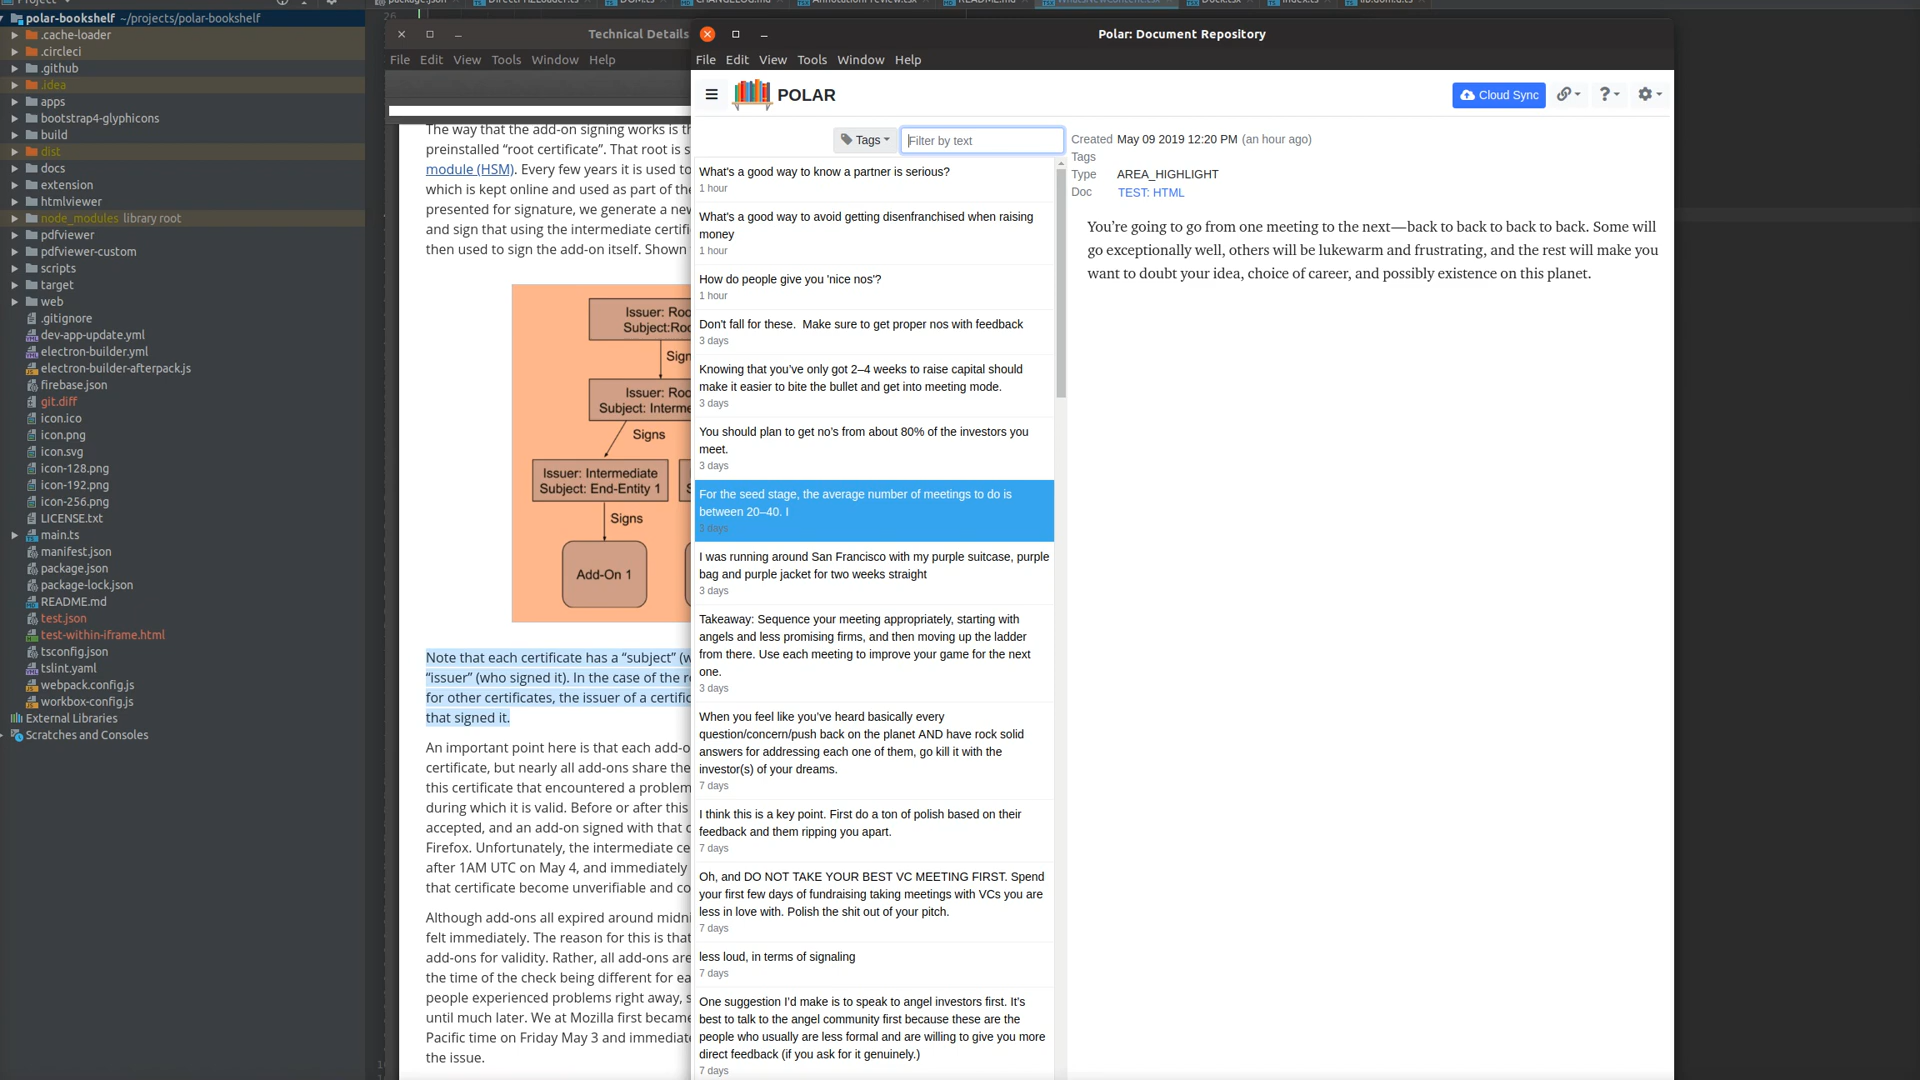 Project
polar-bookshelf ~/projects/polar-bookshelf
.cache-loader
.circleci
.github
.idea
apps
bootstrap4-glyphicons
build
dist
docs
extension
htmlviewer
node_modules library root
pdfviewer
pdfviewer-custom
scripts
target
web
.gitignore
dev-app-update.yml
electron-builder.yml
electron-builder-afterpack.js
firebase.json
git.diff
icon.ico
icon.png
icon.svg
icon-128.png
icon-192.png
icon-256.png
LICENSE.txt
main.ts
manifest.json
package.json
package-lock.json
README.md
test.json
test-within-iframe.html
tsconfig.json
tslint.yaml
webpack.config.js
workbox-config.js
External Libraries
Scratches and Consoles
26
Technical Details
File Edit View Tools Window Help
The way that the add-on signing works is th
preinstalled “root certificate”. That root is s
module (HSM). Every few years it is used to
which is kept online and used as part of the
presented for signature, we generate a new
and sign that using the intermediate certifi
then used to sign the add-on itself. Shown
Issuer: Roo
Subject:Roo
Sign
Issuer: Roo
Subject: Interme
Signs
Issuer: Intermediate
Subject: End-Entity 1
Signs
Add-On 1
Note that each certificate has a “subject” (w
“issuer” (who signed it). In the case of the ro
for other certificates, the issuer of a certific
that signed it.
An important point here is that each add-o
certificate, but nearly all add-ons share the
this certificate that encountered a problem
during which it is valid. Before or after this
accepted, and an add-on signed with that c
Firefox. Unfortunately, the intermediate ce
after 1AM UTC on May 4, and immediately
that certificate become unverifiable and co
Although add-ons all expired around midni
felt immediately. The reason for this is that
add-ons for validity. Rather, all add-ons are
the time of the check being different for ea
people experienced problems right away, s
until much later. We at Mozilla first became
Pacific time on Friday May 3 and immediate
the issue.
Polar: Document Repository
File Edit View Tools Window Help
POLAR
Cloud Sync
Tags
Filter by text
What's a good way to know a partner is serious?
1 hour
What's a good way to avoid getting disenfranchised when raising
money
1 hour
How do people give you 'nice nos'?
1 hour
Don't fall for these. Make sure to get proper nos with feedback
3 days
Knowing that you’ve only got 2–4 weeks to raise capital should
make it easier to bite the bullet and get into meeting mode.
3 days
You should plan to get no’s from about 80% of the investors you
meet.
3 days
For the seed stage, the average number of meetings to do is
between 20–40. I
3 days
I was running around San Francisco with my purple suitcase, purple
bag and purple jacket for two weeks straight
3 days
Takeaway: Sequence your meeting appropriately, starting with
angels and less promising firms, and then moving up the ladder
from there. Use each meeting to improve your game for the next
one.
3 days
When you feel like you’ve heard basically every
question/concern/push back on the planet AND have rock solid
answers for addressing each one of them, go kill it with the
investor(s) of your dreams.
7 days
I think this is a key point. First do a ton of polish based on their
feedback and them ripping you apart.
7 days
Oh, and DO NOT TAKE YOUR BEST VC MEETING FIRST. Spend
your first few days of fundraising taking meetings with VCs you are
less in love with. Polish the shit out of your pitch.
7 days
less loud, in terms of signaling
7 days
One suggestion I’d make is to speak to angel investors first. It’s
best to talk to the angel community first because these are the
people who usually are less formal and are willing to give you more
direct feedback (if you ask for it genuinely.)
7 days
Created May 09 2019 12:20 PM (an hour ago)
Tags
Type AREA_HIGHLIGHT
Doc TEST: HTML
You’re going to go from one meeting to the next—back to back to back to back. Some will
go exceptionally well, others will be lukewarm and frustrating, and the rest will make you
want to doubt your idea, choice of career, and possibly existence on this planet.